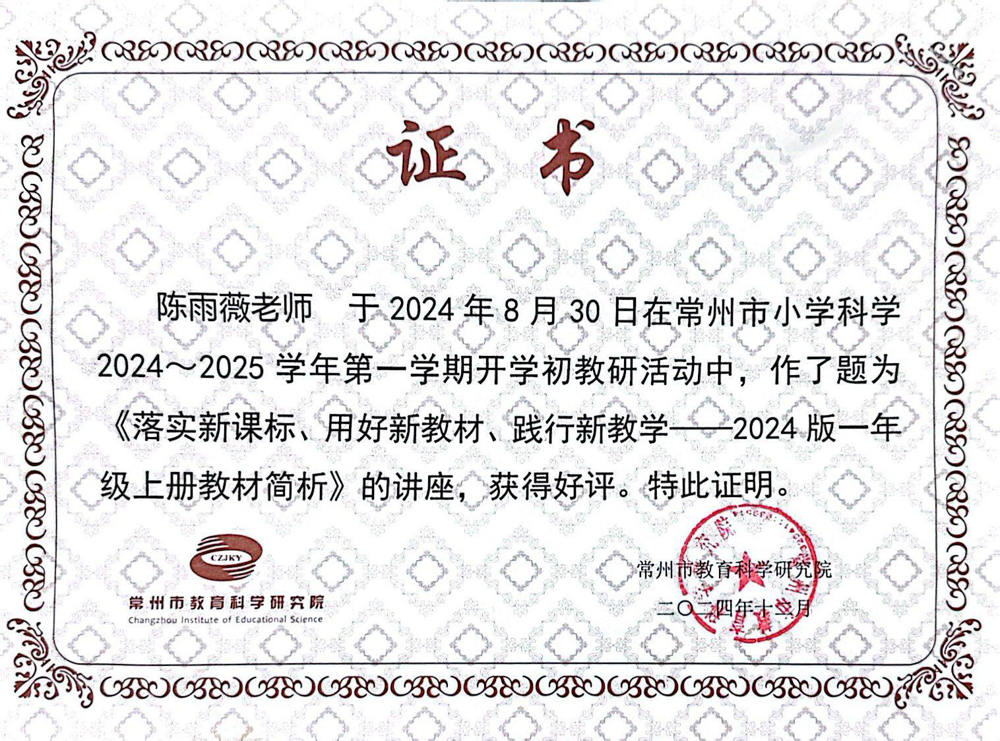 证 书
陈雨薇老师 于 2024 年 8 月 30 日在常州市小学科学
2024～2025 学年第一学期开学初教研活动中，作了题为
《落实新课标、用好新教材、践行新教学——2024 版一年
级上册教材简析》的讲座，获得好评。特此证明。
CZJKY
常州市教育科学研究院
Changzhou Institute of Educational Science
常州市教育科学研究院
二〇二四年十二月